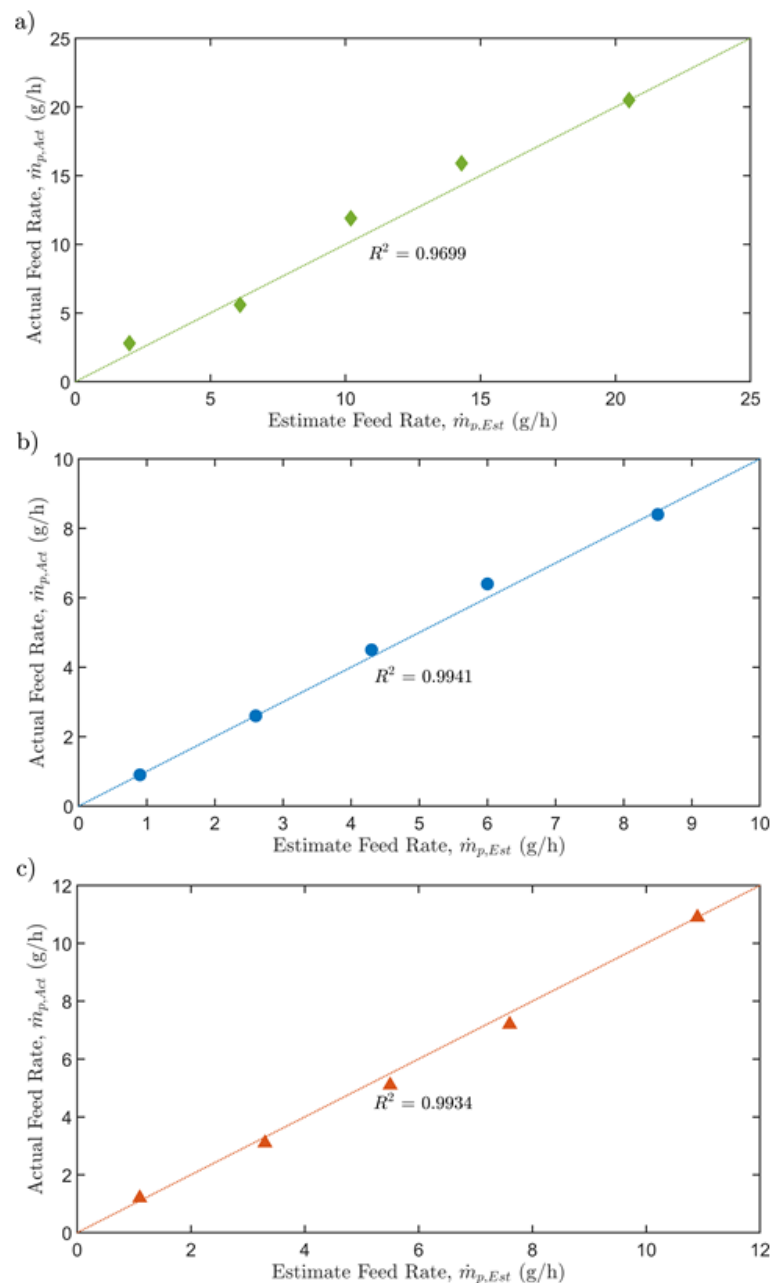 a)
25
20
15
10
5
0
Actual Feed Rate, ṁp,Act (g/h)
R² = 0.9699
0 5 10 15 20 25
Estimate Feed Rate, ṁp,Est (g/h)
b)
10
8
6
4
2
0
Actual Feed Rate, ṁp,Act (g/h)
R² = 0.9941
0 1 2 3 4 5 6 7 8 9 10
Estimate Feed Rate, ṁp,Est (g/h)
c)
12
10
8
6
4
2
0
Actual Feed Rate, ṁp,Act (g/h)
R² = 0.9934
0 2 4 6 8 10 12
Estimate Feed Rate, ṁp,Est (g/h)